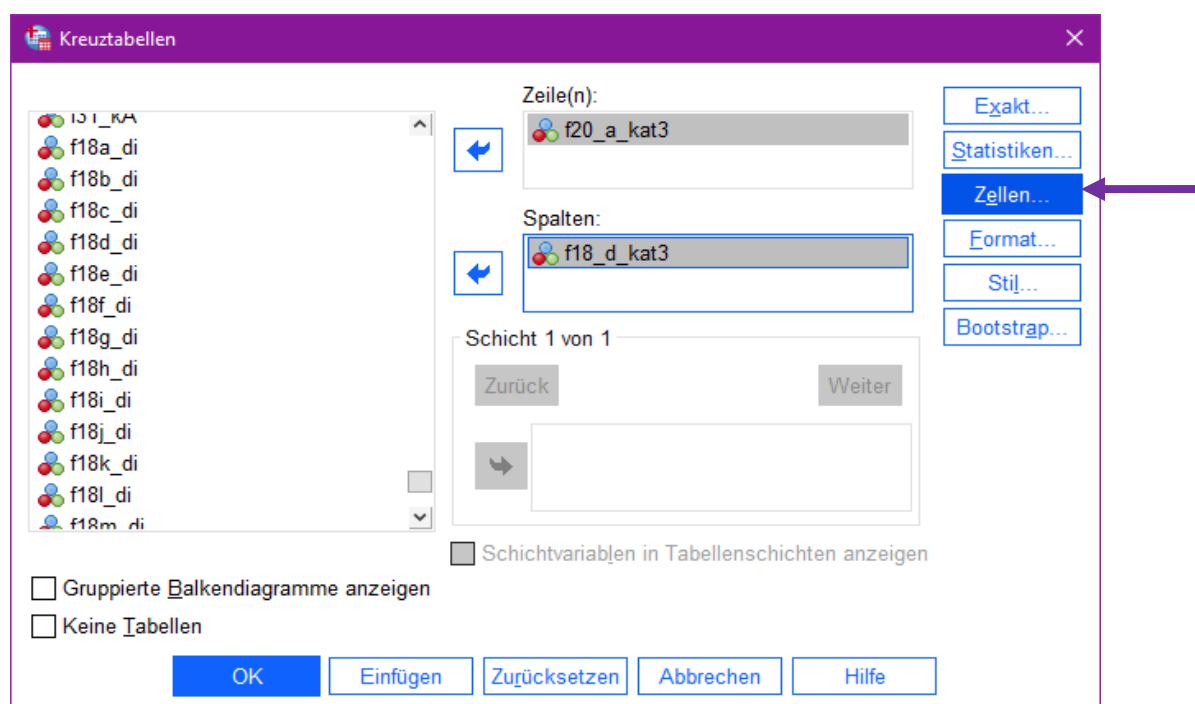 Kreuztabellen
Zeile(n):
f31_kA
f18a_di
f18b_di
f18c_di
f18d_di
f18e_di
f18f_di
f18g_di
f18h_di
f18i_di
f18j_di
f18k_di
f18l_di
f18m_di
f20_a_kat3
Spalten:
f18_d_kat3
Schicht 1 von 1
Zurück
Weiter
Schichtvariablen in Tabellenschichten anzeigen
Exakt...
Statistiken...
Zellen...
Format...
Stil...
Bootstrap...
Gruppierte Balkendiagramme anzeigen
Keine Tabellen
OK
Einfügen
Zurücksetzen
Abbrechen
Hilfe